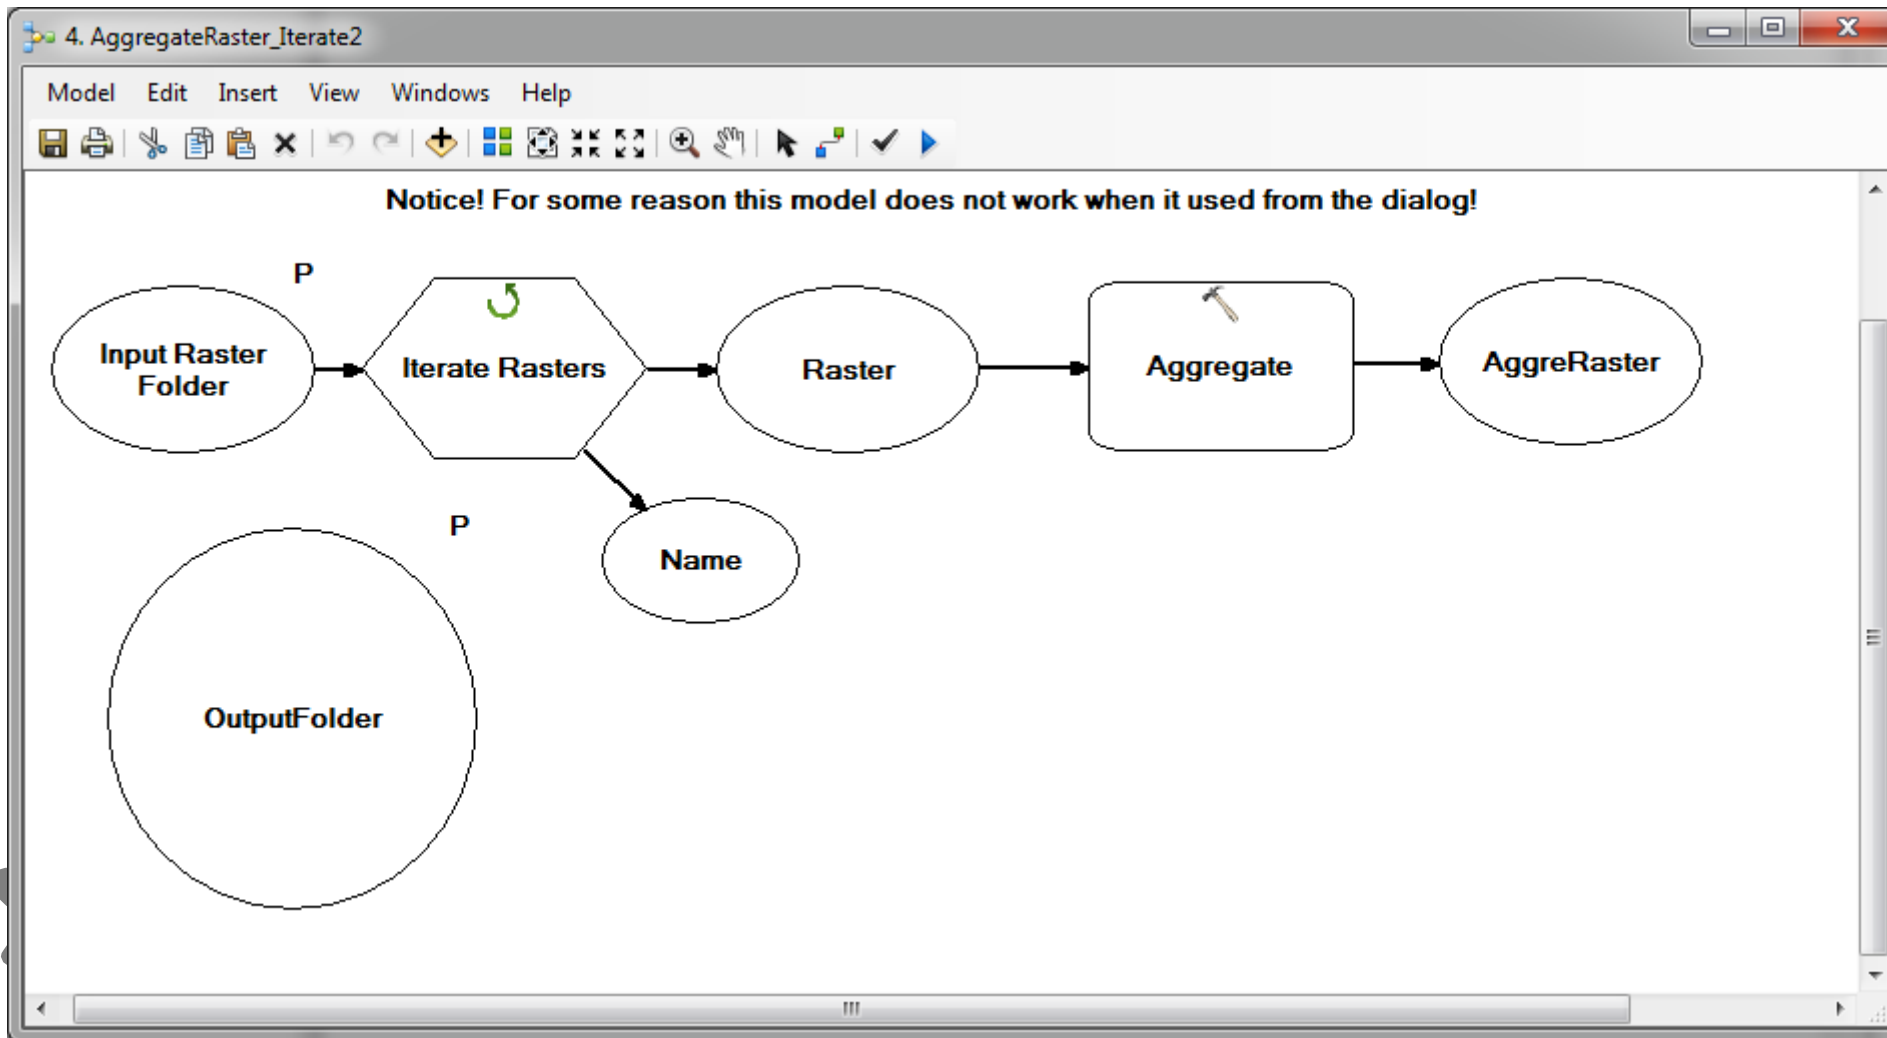 4. AggregateRaster_Iterate2
Model Edit Insert View Windows Help
Notice! For some reason this model does not work when it used from the dialog!
P
Input Raster
Folder
Iterate Rasters
Raster
Aggregate
AggreRaster
P
Name
OutputFolder